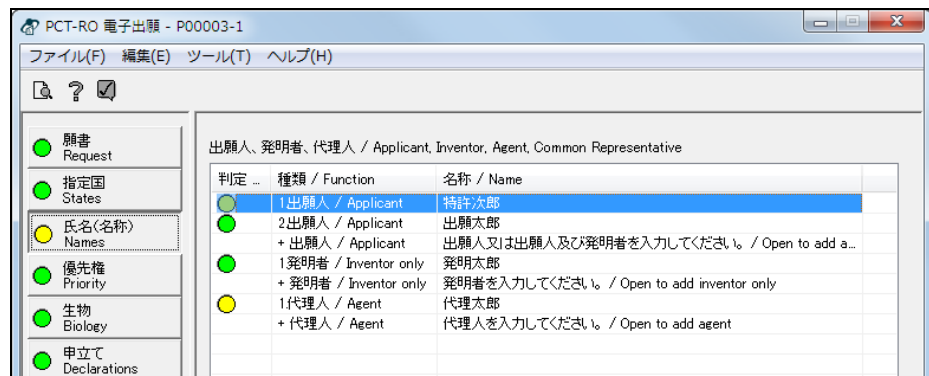 PCT-RO 電子出願 - P00003-1
ファイル(F) 編集(E) ツール(T) ヘルプ(H)
願書
Request
指定国
States
氏名(名称)
Names
優先権
Priority
生物
Biology
申立て
Declarations
出願人、発明者、代理人 / Applicant, Inventor, Agent, Common Representative
判定 ... 種類 / Function 名称 / Name
1出願人 / Applicant 特許次郎
2出願人 / Applicant 出願太郎
+ 出願人 / Applicant 出願人又は出願人及び発明者を入力してください。 / Open to add a...
1発明者 / Inventor only 発明太郎
+ 発明者 / Inventor only 発明者を入力してください。 / Open to add inventor only
1代理人 / Agent 代理太郎
+ 代理人 / Agent 代理人を入力してください。 / Open to add agent